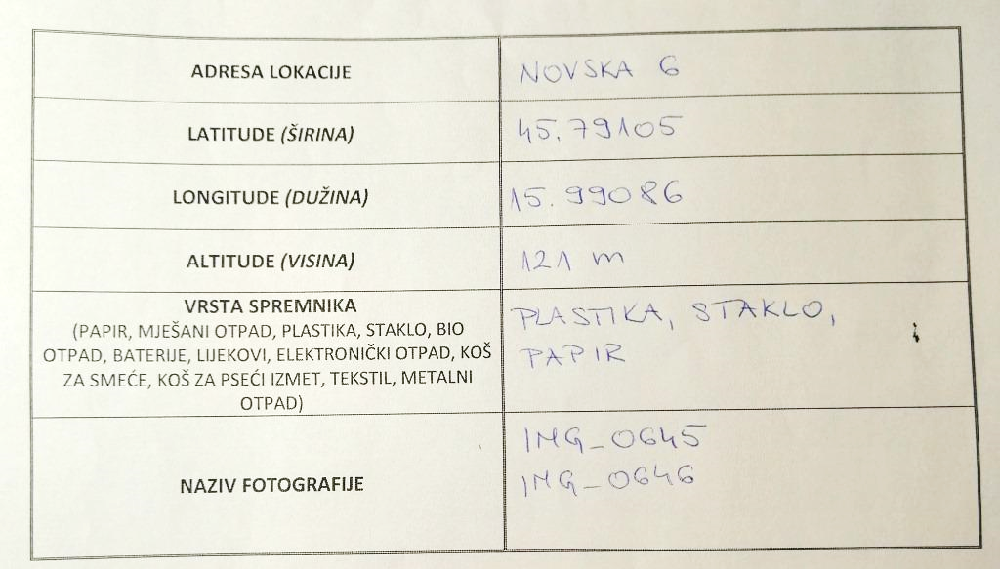 ADRESA LOKACIJE NOVSKA 6
LATITUDE (ŠIRINA) 45.79105
LONGITUDE (DUŽINA) 15.99086
ALTITUDE (VISINA) 121 m
VRSTA SPREMNIKA
(PAPIR, MJEŠANI OTPAD, PLASTIKA, STAKLO, BIO
OTPAD, BATERIJE, LIJEKOVI, ELEKTRONIČKI OTPAD, KOŠ
ZA SMEĆE, KOŠ ZA PSEĆI IZMET, TEKSTIL, METALNI
OTPAD)
PLASTIKA, STAKLO,
PAPIR
NAZIV FOTOGRAFIJE
IMG_0645
IMG_0646